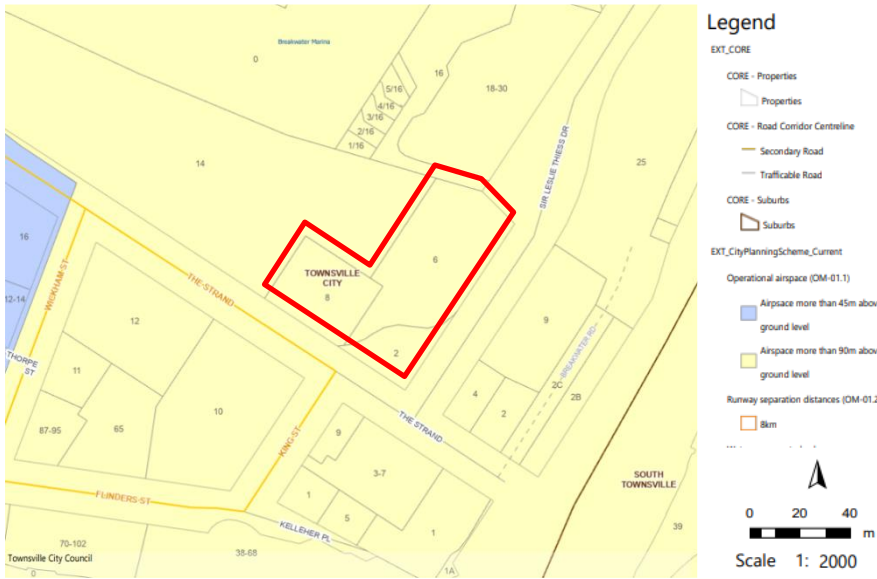 Breakwater Marina
0
16
18-30
5/16
4/16
3/16
2/16
1/16
14
25
SIR LESLIE THIESS DR
16
6
TOWNSVILLE
CITY
8
THE STRAND
WICKHAM ST
12-14
12
9
BREAKWATER RD
THORPE
ST
11
2
4
2
2C
2B
10
KING ST
THE STRAND
87-95
65
9
3-7
SOUTH
TOWNSVILLE
FLINDERS ST
1
5
1
KELLEHER PL
39
70-102
38-68
Townsville City Council
0
1A
Legend
EXT_CORE
CORE - Properties
Properties
CORE - Road Corridor Centreline
Secondary Road
Trafficable Road
CORE - Suburbs
Suburbs
EXT_CityPlanningScheme_Current
Operational airspace (OM-01.1)
Airpsace more than 45m abov
ground level
Airspace more than 90m abov
ground level
Runway separation distances (OM-01.2
8km
0 20 40
m
Scale 1: 2000